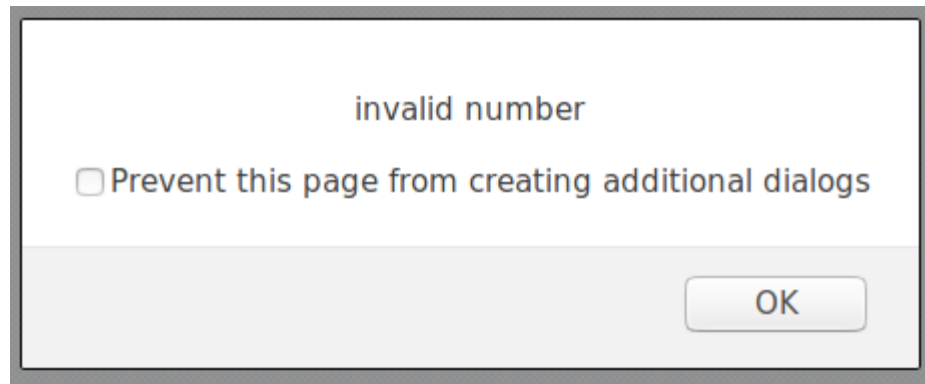 invalid number
Prevent this page from creating additional dialogs
OK